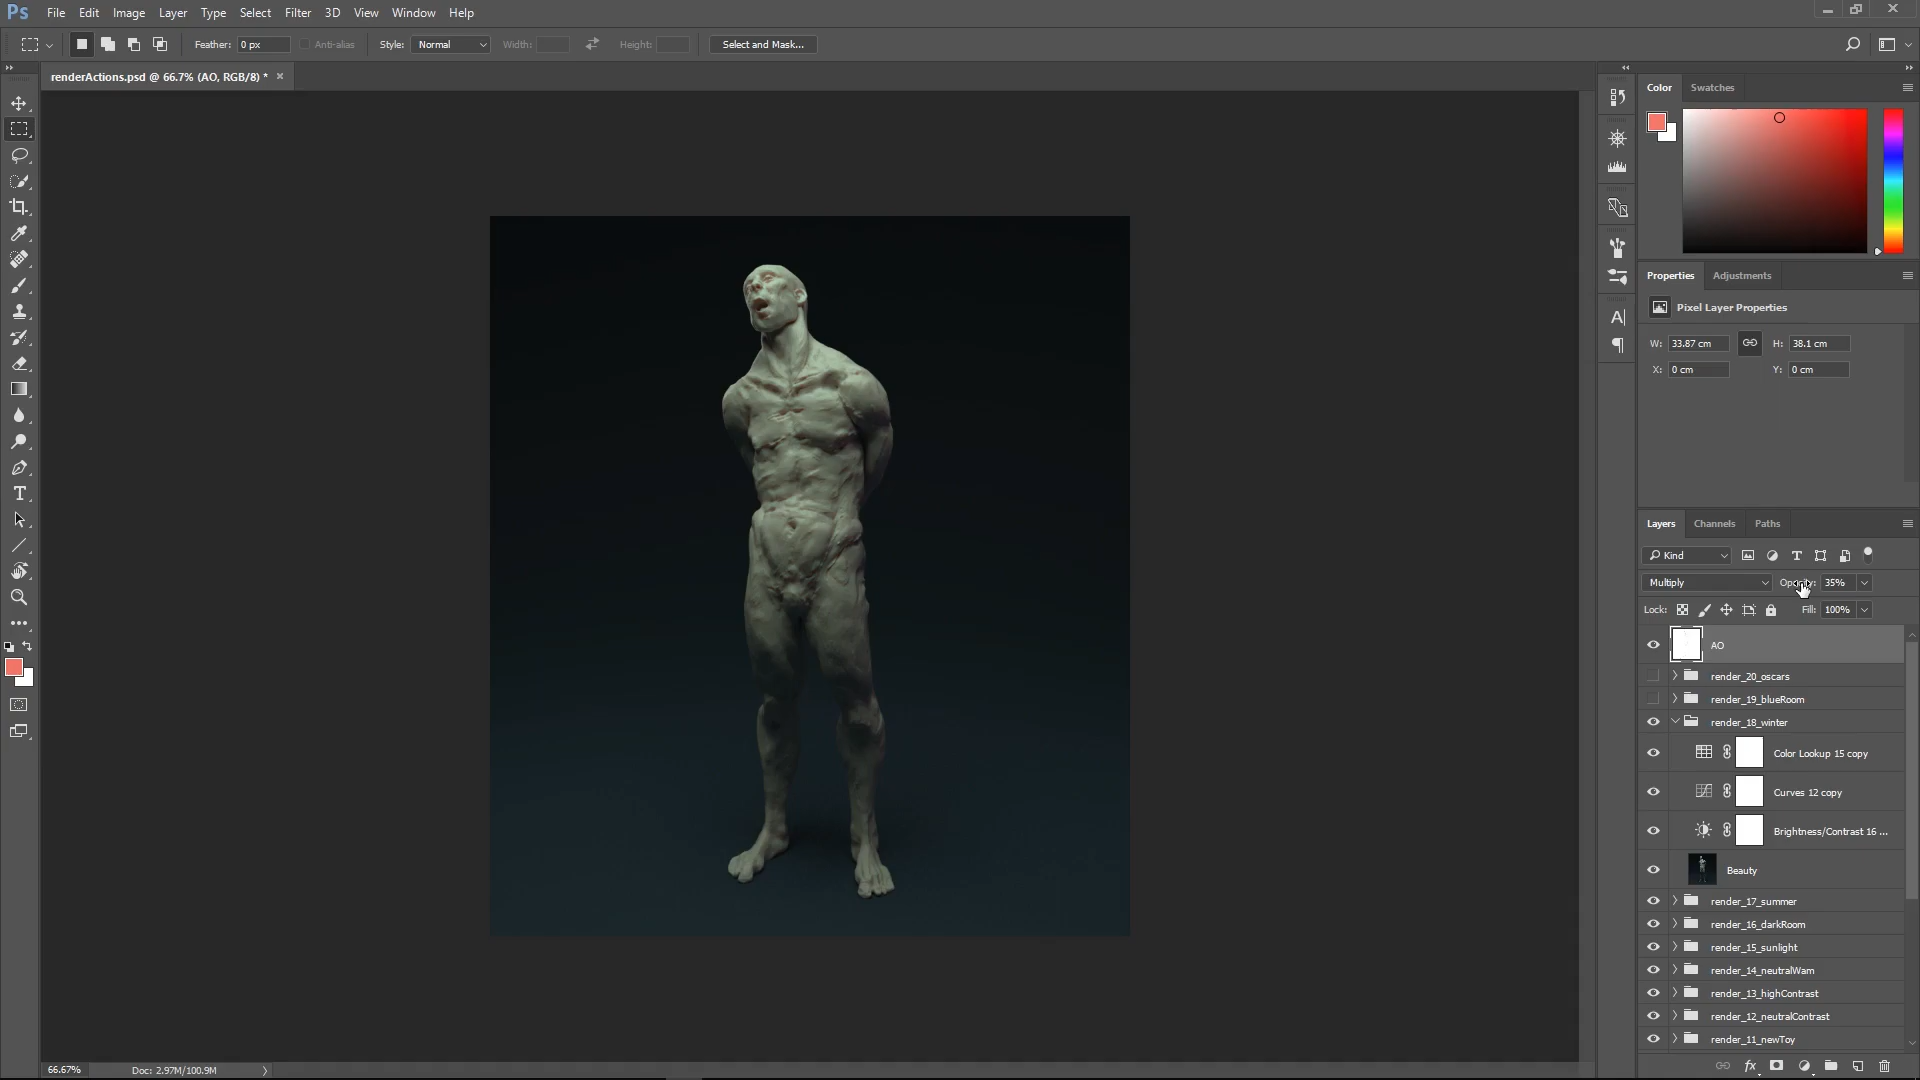 Ps File Edit Image Layer Type Select Filter 3D View Window Help
Feather: 0 px Anti-alias Style: Normal Width: Height: Select and Mask...
renderActions.psd @ 66.7% (AO, RGB/8) * ×
Color Swatches
Properties Adjustments
Pixel Layer Properties
W: 33.87 cm H: 38.1 cm
X: 0 cm Y: 0 cm
Layers Channels Paths
Kind
Multiply 35%
Lock: Fill: 100%
AO
render_20_oscars
render_19_blueRoom
render_18_winter
Color Lookup 15 copy
Curves 12 copy
Brightness/Contrast 16 ...
Beauty
render_17_summer
render_16_darkRoom
render_15_sunlight
render_14_neutralWam
render_13_highContrast
render_12_neutralContrast
render_11_newToy
66.67% Doc: 2.97M/100.9M